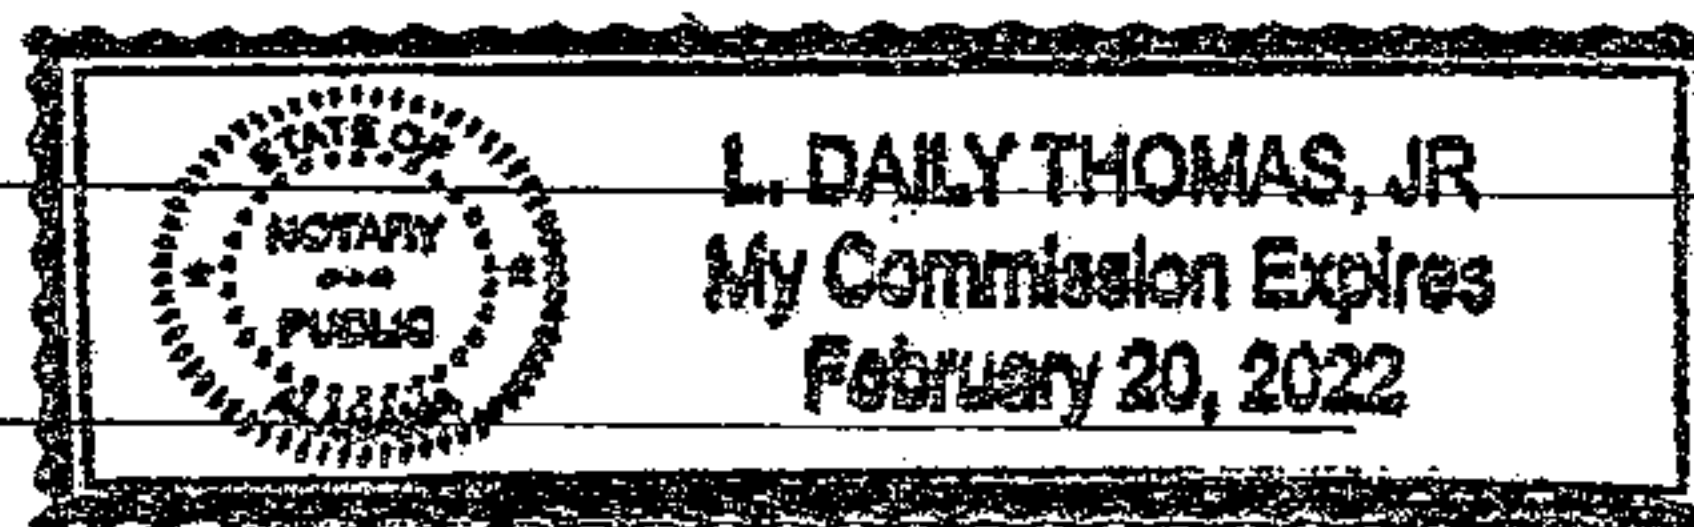 STATE OF
NOTARY
PUBLIC
L. DAILY THOMAS, JR
My Commission Expires
February 20, 2022